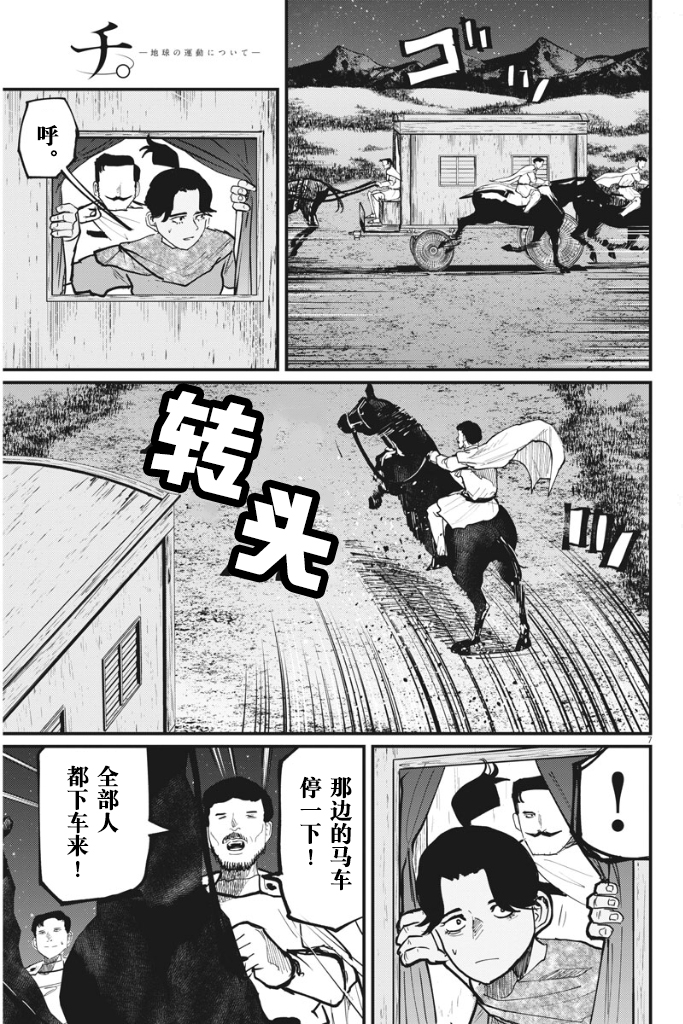 チ。
—地球の運動について—
ゴ
呼。
转头
7
！
那边的马车
停一下！
全部人
都下车来！